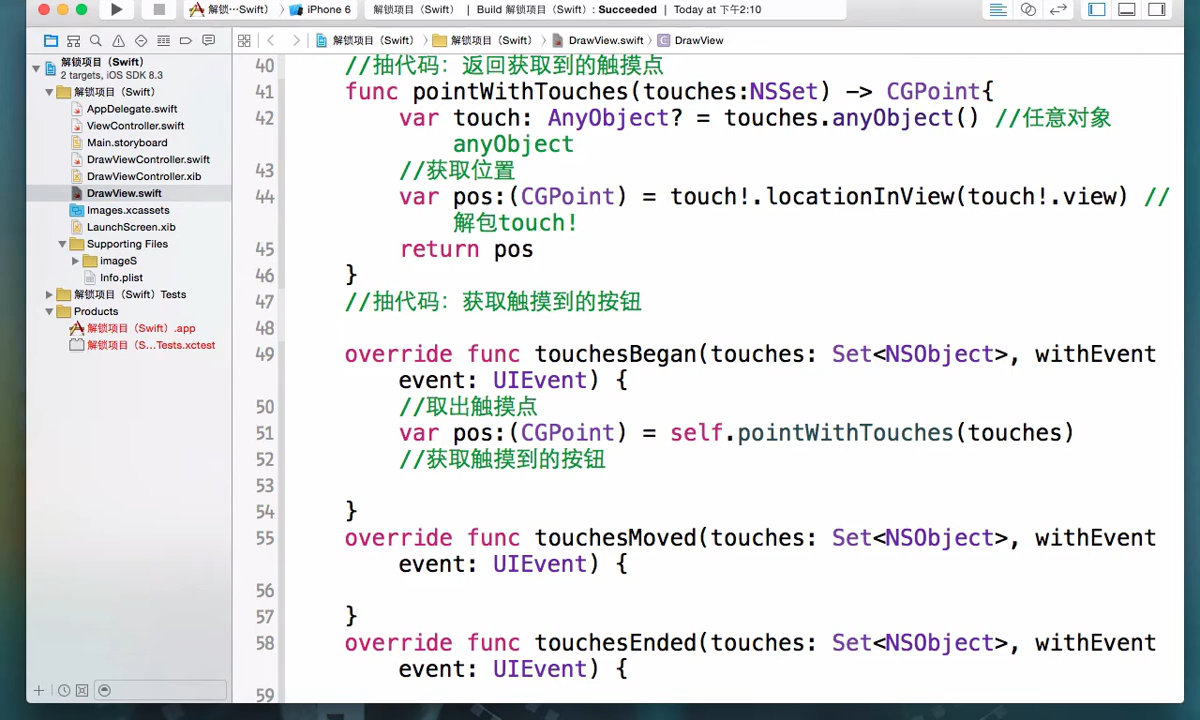 解锁···Swift）
iPhone 6
解锁项目（Swift） | Build 解锁项目（Swift）: Succeeded | Today at 下午2:10
解锁项目（Swift）
解锁项目（Swift）
DrawView.swift
C DrawView
解锁项目（Swift）
2 targets, iOS SDK 8.3
解锁项目（Swift）
AppDelegate.swift
ViewController.swift
Main.storyboard
DrawViewController.swift
DrawViewController.xib
DrawView.swift
Images.xcassets
LaunchScreen.xib
Supporting Files
imageS
Info.plist
解锁项目（Swift）Tests
Products
解锁项目（Swift）.app
解锁项目（S...Tests.xctest
40 //抽代码：返回获取到的触摸点
41 func pointWithTouches(touches:NSSet) -> CGPoint{
42 var touch: AnyObject? = touches.anyObject() //任意对象
anyObject
43 //获取位置
44 var pos:(CGPoint) = touch!.locationInView(touch!.view) //
解包touch!
45 return pos
46 }
47 //抽代码：获取触摸到的按钮
48
49 override func touchesBegan(touches: Set<NSObject>, withEvent
event: UIEvent) {
50 //取出触摸点
51 var pos:(CGPoint) = self.pointWithTouches(touches)
52 //获取触摸到的按钮
53
54 }
55 override func touchesMoved(touches: Set<NSObject>, withEvent
event: UIEvent) {
56
57 }
58 override func touchesEnded(touches: Set<NSObject>, withEvent
event: UIEvent) {
59